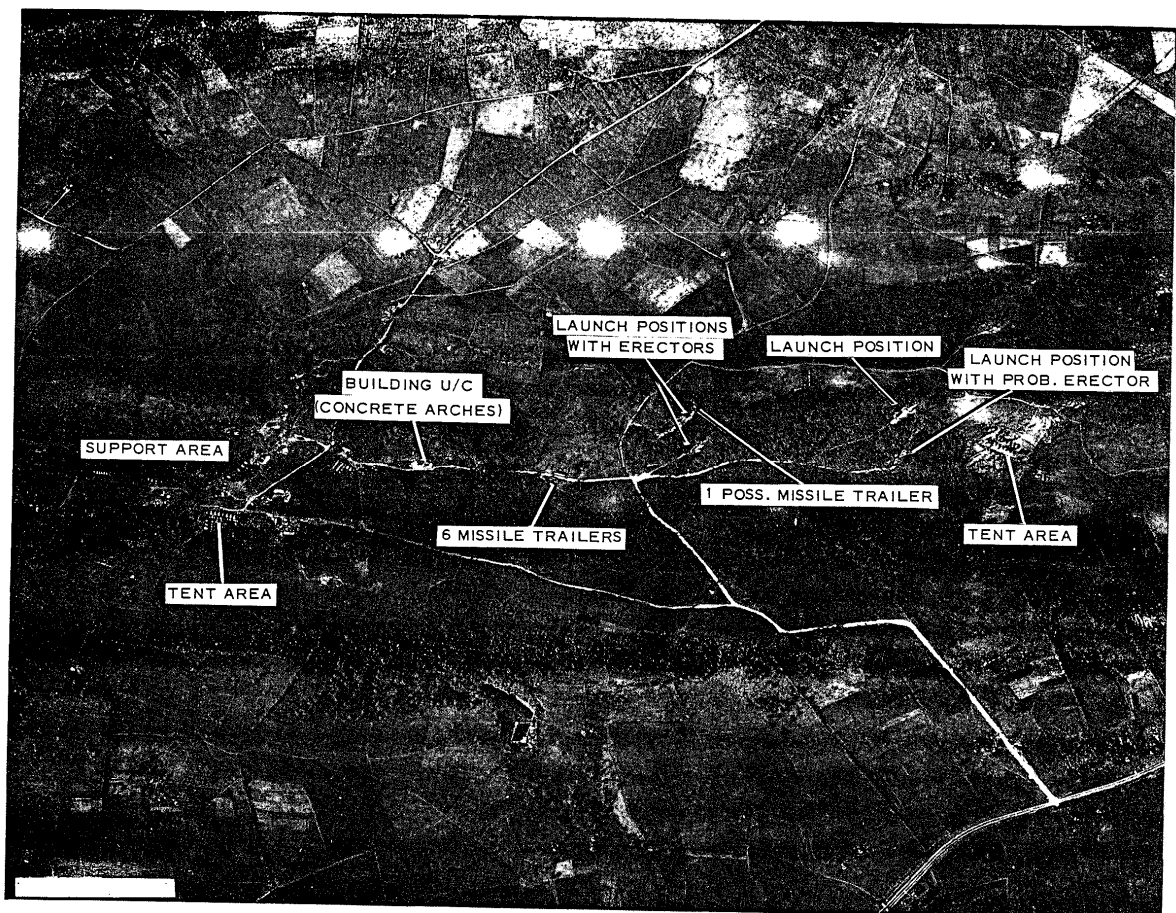 LAUNCH POSITIONS
WITH ERECTORS
LAUNCH POSITION
LAUNCH POSITION
WITH PROB. ERECTOR
BUILDING U/C
(CONCRETE ARCHES)
SUPPORT AREA
1 POSS. MISSILE TRAILER
6 MISSILE TRAILERS
TENT AREA
TENT AREA